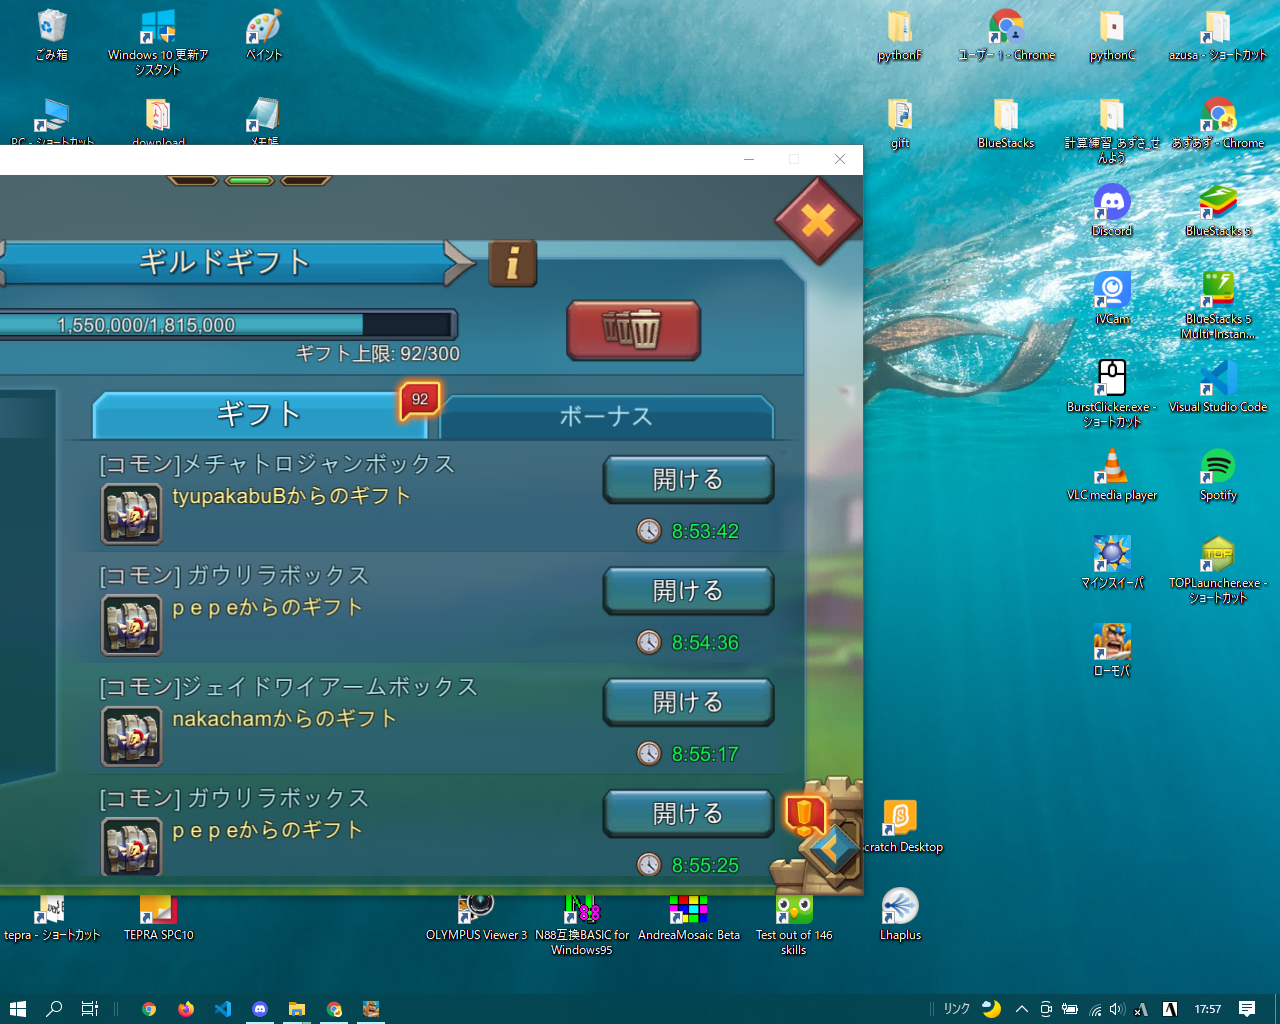 ごみ箱
Windows 10 更新ア
シスタント
ペイント
pythonF
ユーザー 1 - Chrome
pythonC
azusa - ショートカット
PC - ショートカット
download
メモ帳
gift
BlueStacks
計算練習_あずさ_せ
んよう
あずあず - Chrome
Discord
BlueStacks 5
iVCam
BlueStacks 5
Multi-Instan...
BurstClicker.exe -
ショートカット
Visual Studio Code
VLC media player
Spotify
マインスイーパ
TOP
TOPLauncher.exe -
ショートカット
ローモバ
ギルドギフト
i
1,550,000/1,815,000
ギフト上限: 92/300
ギフト
92
ボーナス
[コモン]メチャトロジャンボックス
tyupakabuBからのギフト
開ける
8:53:42
[コモン] ガウリラボックス
p e p eからのギフト
開ける
8:54:36
[コモン]ジェイドワイアームボックス
nakachamからのギフト
開ける
8:55:17
[コモン] ガウリラボックス
p e p eからのギフト
開ける
8:55:25
Scratch Desktop
tepra - ショートカット
TEPRA SPC10
OLYMPUS Viewer 3
N88互換BASIC for
Windows95
AndreaMosaic Beta
Test out of 146
skills
Lhaplus
リンク
A
17:57